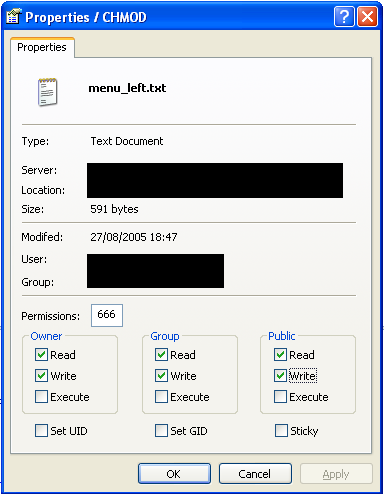 Properties / CHMOD
Properties
menu_left.txt
Type: Text Document
Server:
Location:
Size: 591 bytes
Modifed: 27/08/2005 18:47
User:
Group:
Permissions: 666
Owner Group Public
Read Read Read
Write Write Write
Execute Execute Execute
Set UID Set GID Sticky
OK Cancel Apply